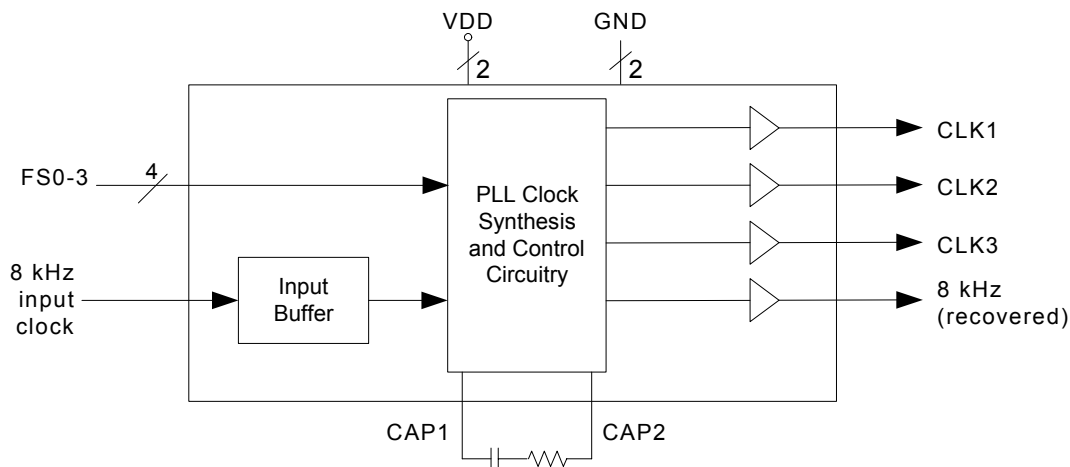 VDD
GND
2
2
FS0-3
4
8 kHz
input
clock
Input
Buffer
PLL Clock
Synthesis
and Control
Circuitry
CLK1
CLK2
CLK3
8 kHz
(recovered)
CAP1
CAP2